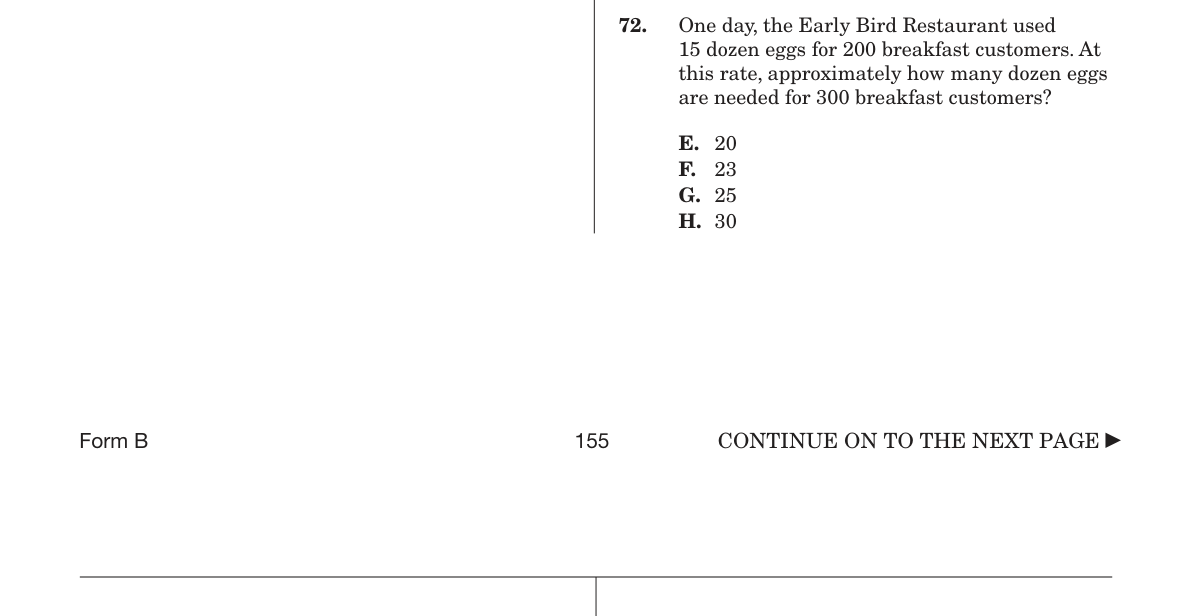 72. One day, the Early Bird Restaurant used
15 dozen eggs for 200 breakfast customers. At
this rate, approximately how many dozen eggs
are needed for 300 breakfast customers?
E. 20
F. 23
G. 25
H. 30
Form B 155 CONTINUE ON TO THE NEXT PAGE ►